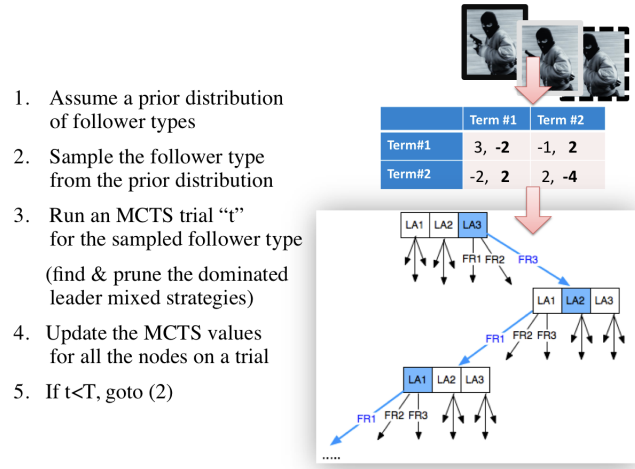 1. Assume a prior distribution
of follower types
2. Sample the follower type
from the prior distribution
3. Run an MCTS trial “t”
for the sampled follower type
(find & prune the dominated
leader mixed strategies)
4. Update the MCTS values
for all the nodes on a trial
5. If t<T, goto (2)
Term #1 Term #2
Term#1 3, -2 -1, 2
Term#2 -2, 2 2, -4
LA1 LA2 LA3
FR1 FR2 FR3
LA1 LA2 LA3
FR1 FR2 FR3
LA1 LA2 LA3
FR1 FR2 FR3
.....